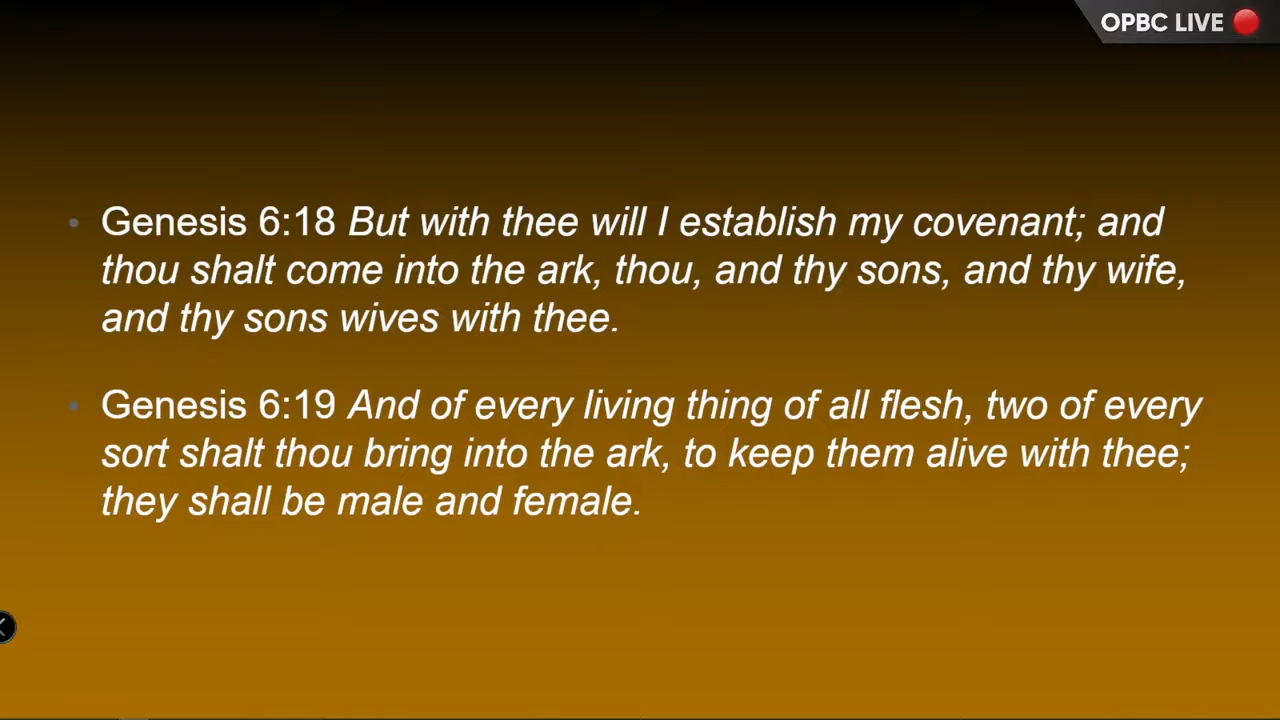 OPBC LIVE
• Genesis 6:18 But with thee will I establish my covenant; and
thou shalt come into the ark, thou, and thy sons, and thy wife,
and thy sons wives with thee.
• Genesis 6:19 And of every living thing of all flesh, two of every
sort shalt thou bring into the ark, to keep them alive with thee;
they shall be male and female.